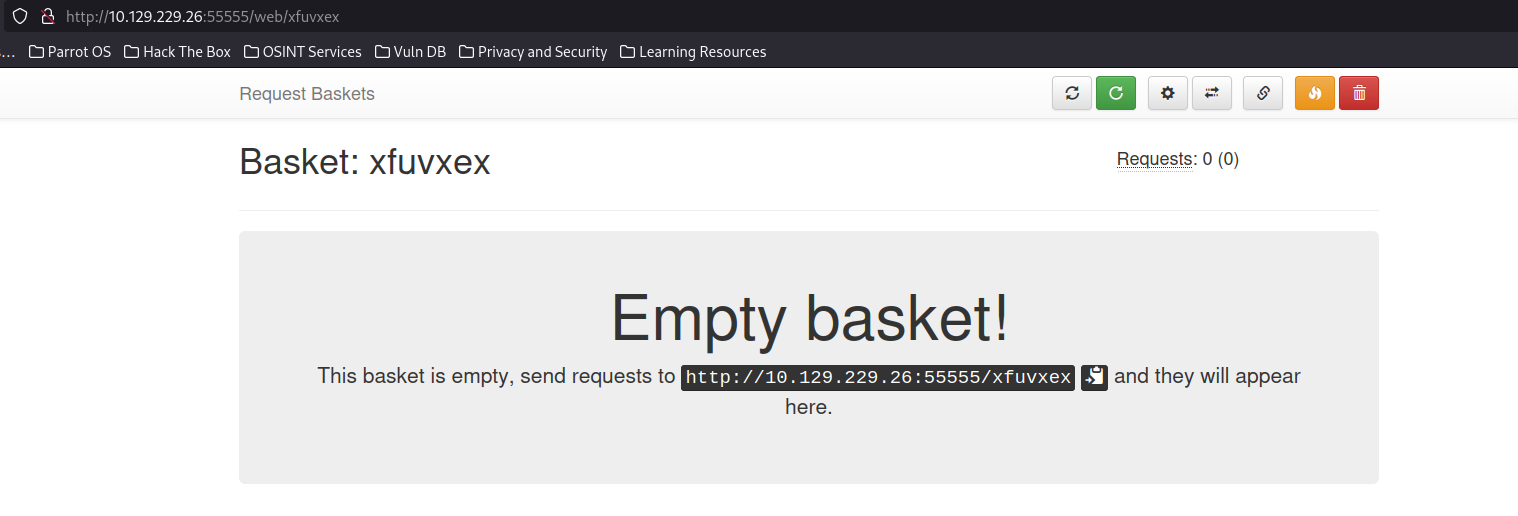 http://10.129.229.26:55555/web/xfuvxex
s… Parrot OS Hack The Box OSINT Services Vuln DB Privacy and Security Learning Resources
Request Baskets
Basket: xfuvxex Requests: 0 (0)
Empty basket!
This basket is empty, send requests to http://10.129.229.26:55555/xfuvxex and they will appear
here.